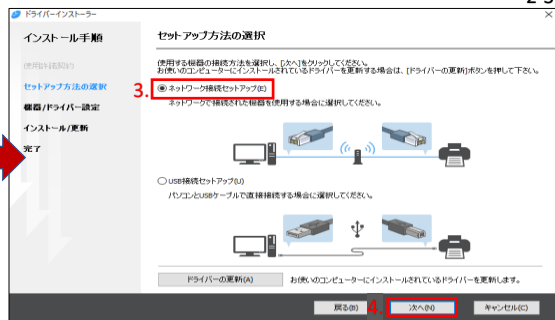 ドライバーインストーラー
インストール手順
使用許諾契約
セットアップ方法の選択
機器/ドライバー設定
インストール/更新
完了
セットアップ方法の選択
使用する機器の接続方法を選択し、[次へ]をクリックしてください。
お使いのコンピューターにインストールされているドライバーを更新する場合は、[ドライバーの更新]ボタンを押して下さい。
3.
ネットワーク接続セットアップ(E)
ネットワークで接続された機器を使用する場合に選択してください。
USB接続セットアップ(U)
パソコンとUSBケーブルで直接接続する場合に選択してください。
ドライバーの更新(A)
お使いのコンピューターにインストールされているドライバーを更新します。
戻る(B)
4.
次へ(N)
キャンセル(C)